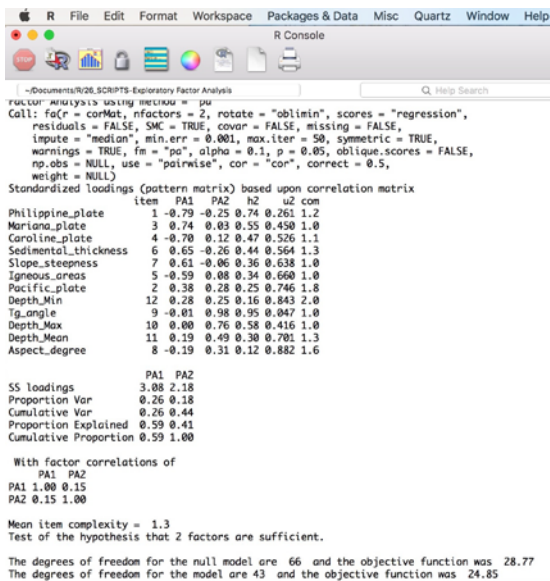 R File Edit Format Workspace Packages & Data Misc Quartz Window Help
R Console
STOP R
~/Documents/R/26_SCRIPTS-Exploratory Factor Analysis Help Search
Factor Analysis using method = pa
Call: fa(r = corMat, nfactors = 2, rotate = "oblimin", scores = "regression",
residuals = FALSE, SMC = TRUE, covar = FALSE, missing = FALSE,
impute = "median", min.err = 0.001, max.iter = 50, symmetric = TRUE,
warnings = TRUE, fm = "pa", alpha = 0.1, p = 0.05, oblique.scores = FALSE,
np.obs = NULL, use = "pairwise", cor = "cor", correct = 0.5,
weight = NULL)
Standardized loadings (pattern matrix) based upon correlation matrix
item PA1 PA2 h2 u2 com
Philippine_plate 1 -0.79 -0.25 0.74 0.261 1.2
Mariana_plate 3 0.74 0.03 0.55 0.450 1.0
Caroline_plate 4 -0.70 0.12 0.47 0.526 1.1
Sedimental_thickness 6 0.65 -0.26 0.44 0.564 1.3
Slope_steepness 7 0.61 -0.06 0.36 0.638 1.0
Igneous_areas 5 -0.59 0.08 0.34 0.660 1.0
Pacific_plate 2 0.38 0.28 0.25 0.746 1.8
Depth_Min 12 0.28 0.25 0.16 0.843 2.0
Tg_angle 9 -0.01 0.98 0.95 0.047 1.0
Depth_Max 10 0.00 0.76 0.58 0.416 1.0
Depth_Mean 11 0.19 0.49 0.30 0.701 1.3
Aspect_degree 8 -0.19 0.31 0.12 0.882 1.6
PA1 PA2
SS loadings 3.08 2.18
Proportion Var 0.26 0.18
Cumulative Var 0.26 0.44
Proportion Explained 0.59 0.41
Cumulative Proportion 0.59 1.00
With factor correlations of
PA1 PA2
PA1 1.00 0.15
PA2 0.15 1.00
Mean item complexity = 1.3
Test of the hypothesis that 2 factors are sufficient.
The degrees of freedom for the null model are 66 and the objective function was 28.77
The degrees of freedom for the model are 43 and the objective function was 24.85